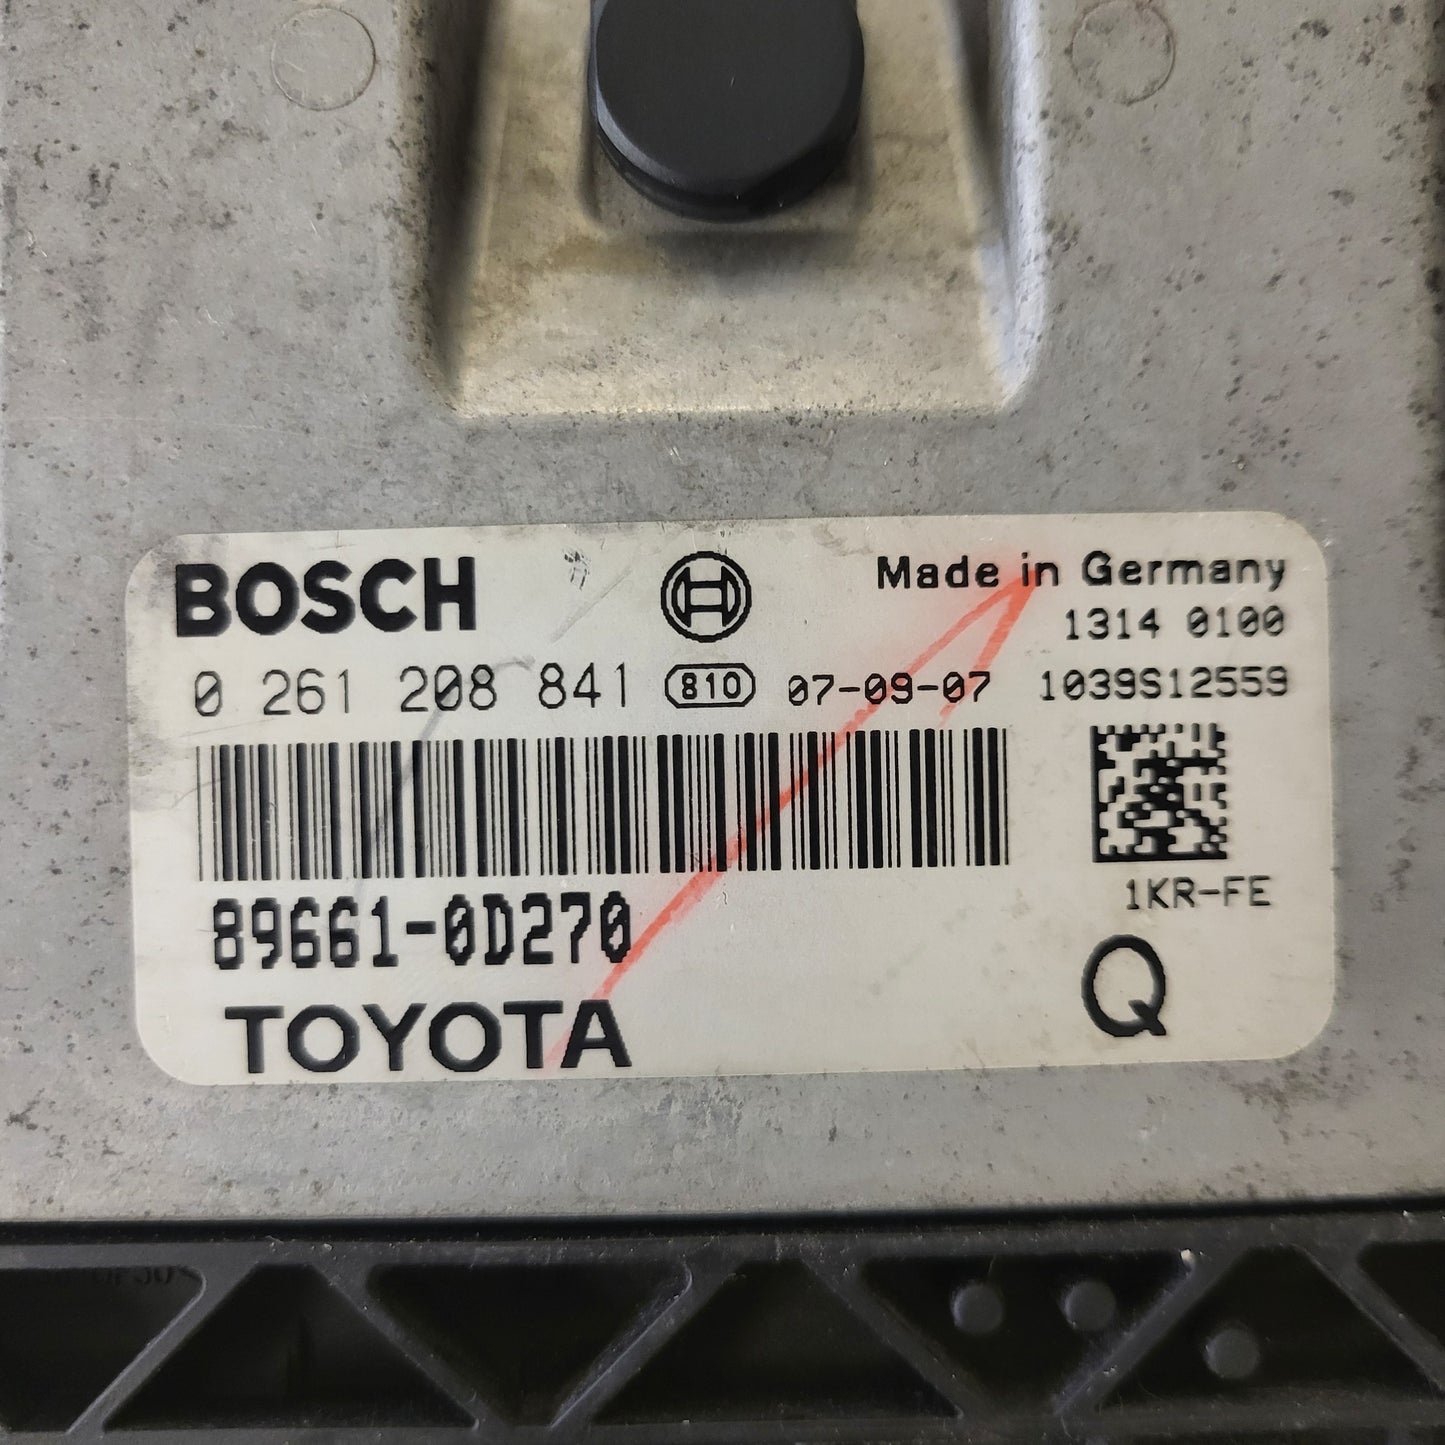 BOSCH
Made in Germany
1314 0100
0 261 208 841 810 07-09-07 1039S12559
89661-0D270
1KR-FE
TOYOTA
Q